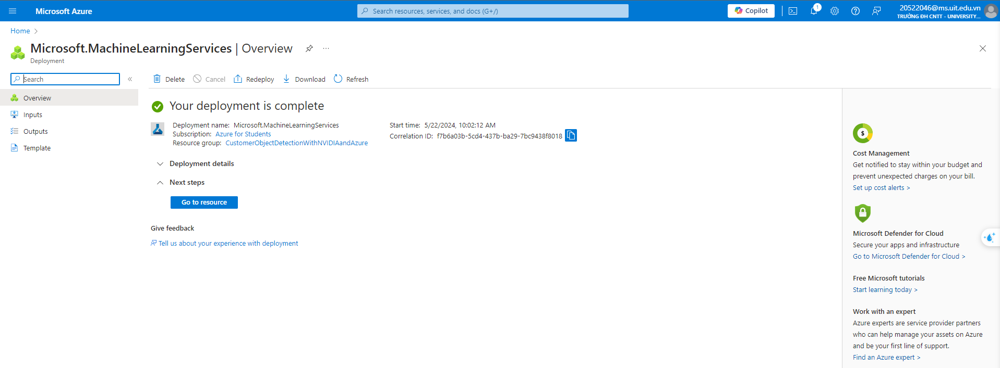 Microsoft Azure
Search resources, services, and docs (G+/)
Copilot
1
20522046@ms.uit.edu.vn
TRƯỜNG ĐH CNTT - UNIVERSITY...
Home
Microsoft.MachineLearningServices | Overview
...
Deployment
Search
«
Delete
Cancel
Redeploy
Download
Refresh
Overview
Inputs
Outputs
Template
Your deployment is complete
Deployment name: Microsoft.MachineLearningServices
Subscription: Azure for Students
Resource group: CustomerObjectDetectionWithNVIDIAandAzure
Start time: 5/22/2024, 10:02:12 AM
Correlation ID: f7b6a03b-5cd4-437b-ba29-7bc9438f8018
Deployment details
Next steps
Go to resource
Give feedback
Tell us about your experience with deployment
$
Cost Management
Get notified to stay within your budget and
prevent unexpected charges on your bill.
Set up cost alerts >
Microsoft Defender for Cloud
Secure your apps and infrastructure
Go to Microsoft Defender for Cloud >
Free Microsoft tutorials
Start learning today >
Work with an expert
Azure experts are service provider partners
who can help manage your assets on Azure
and be your first line of support.
Find an Azure expert >